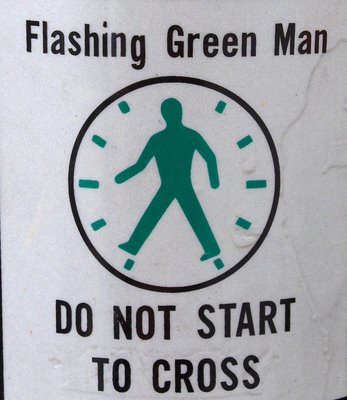 Flashing Green Man
DO NOT START
TO CROSS